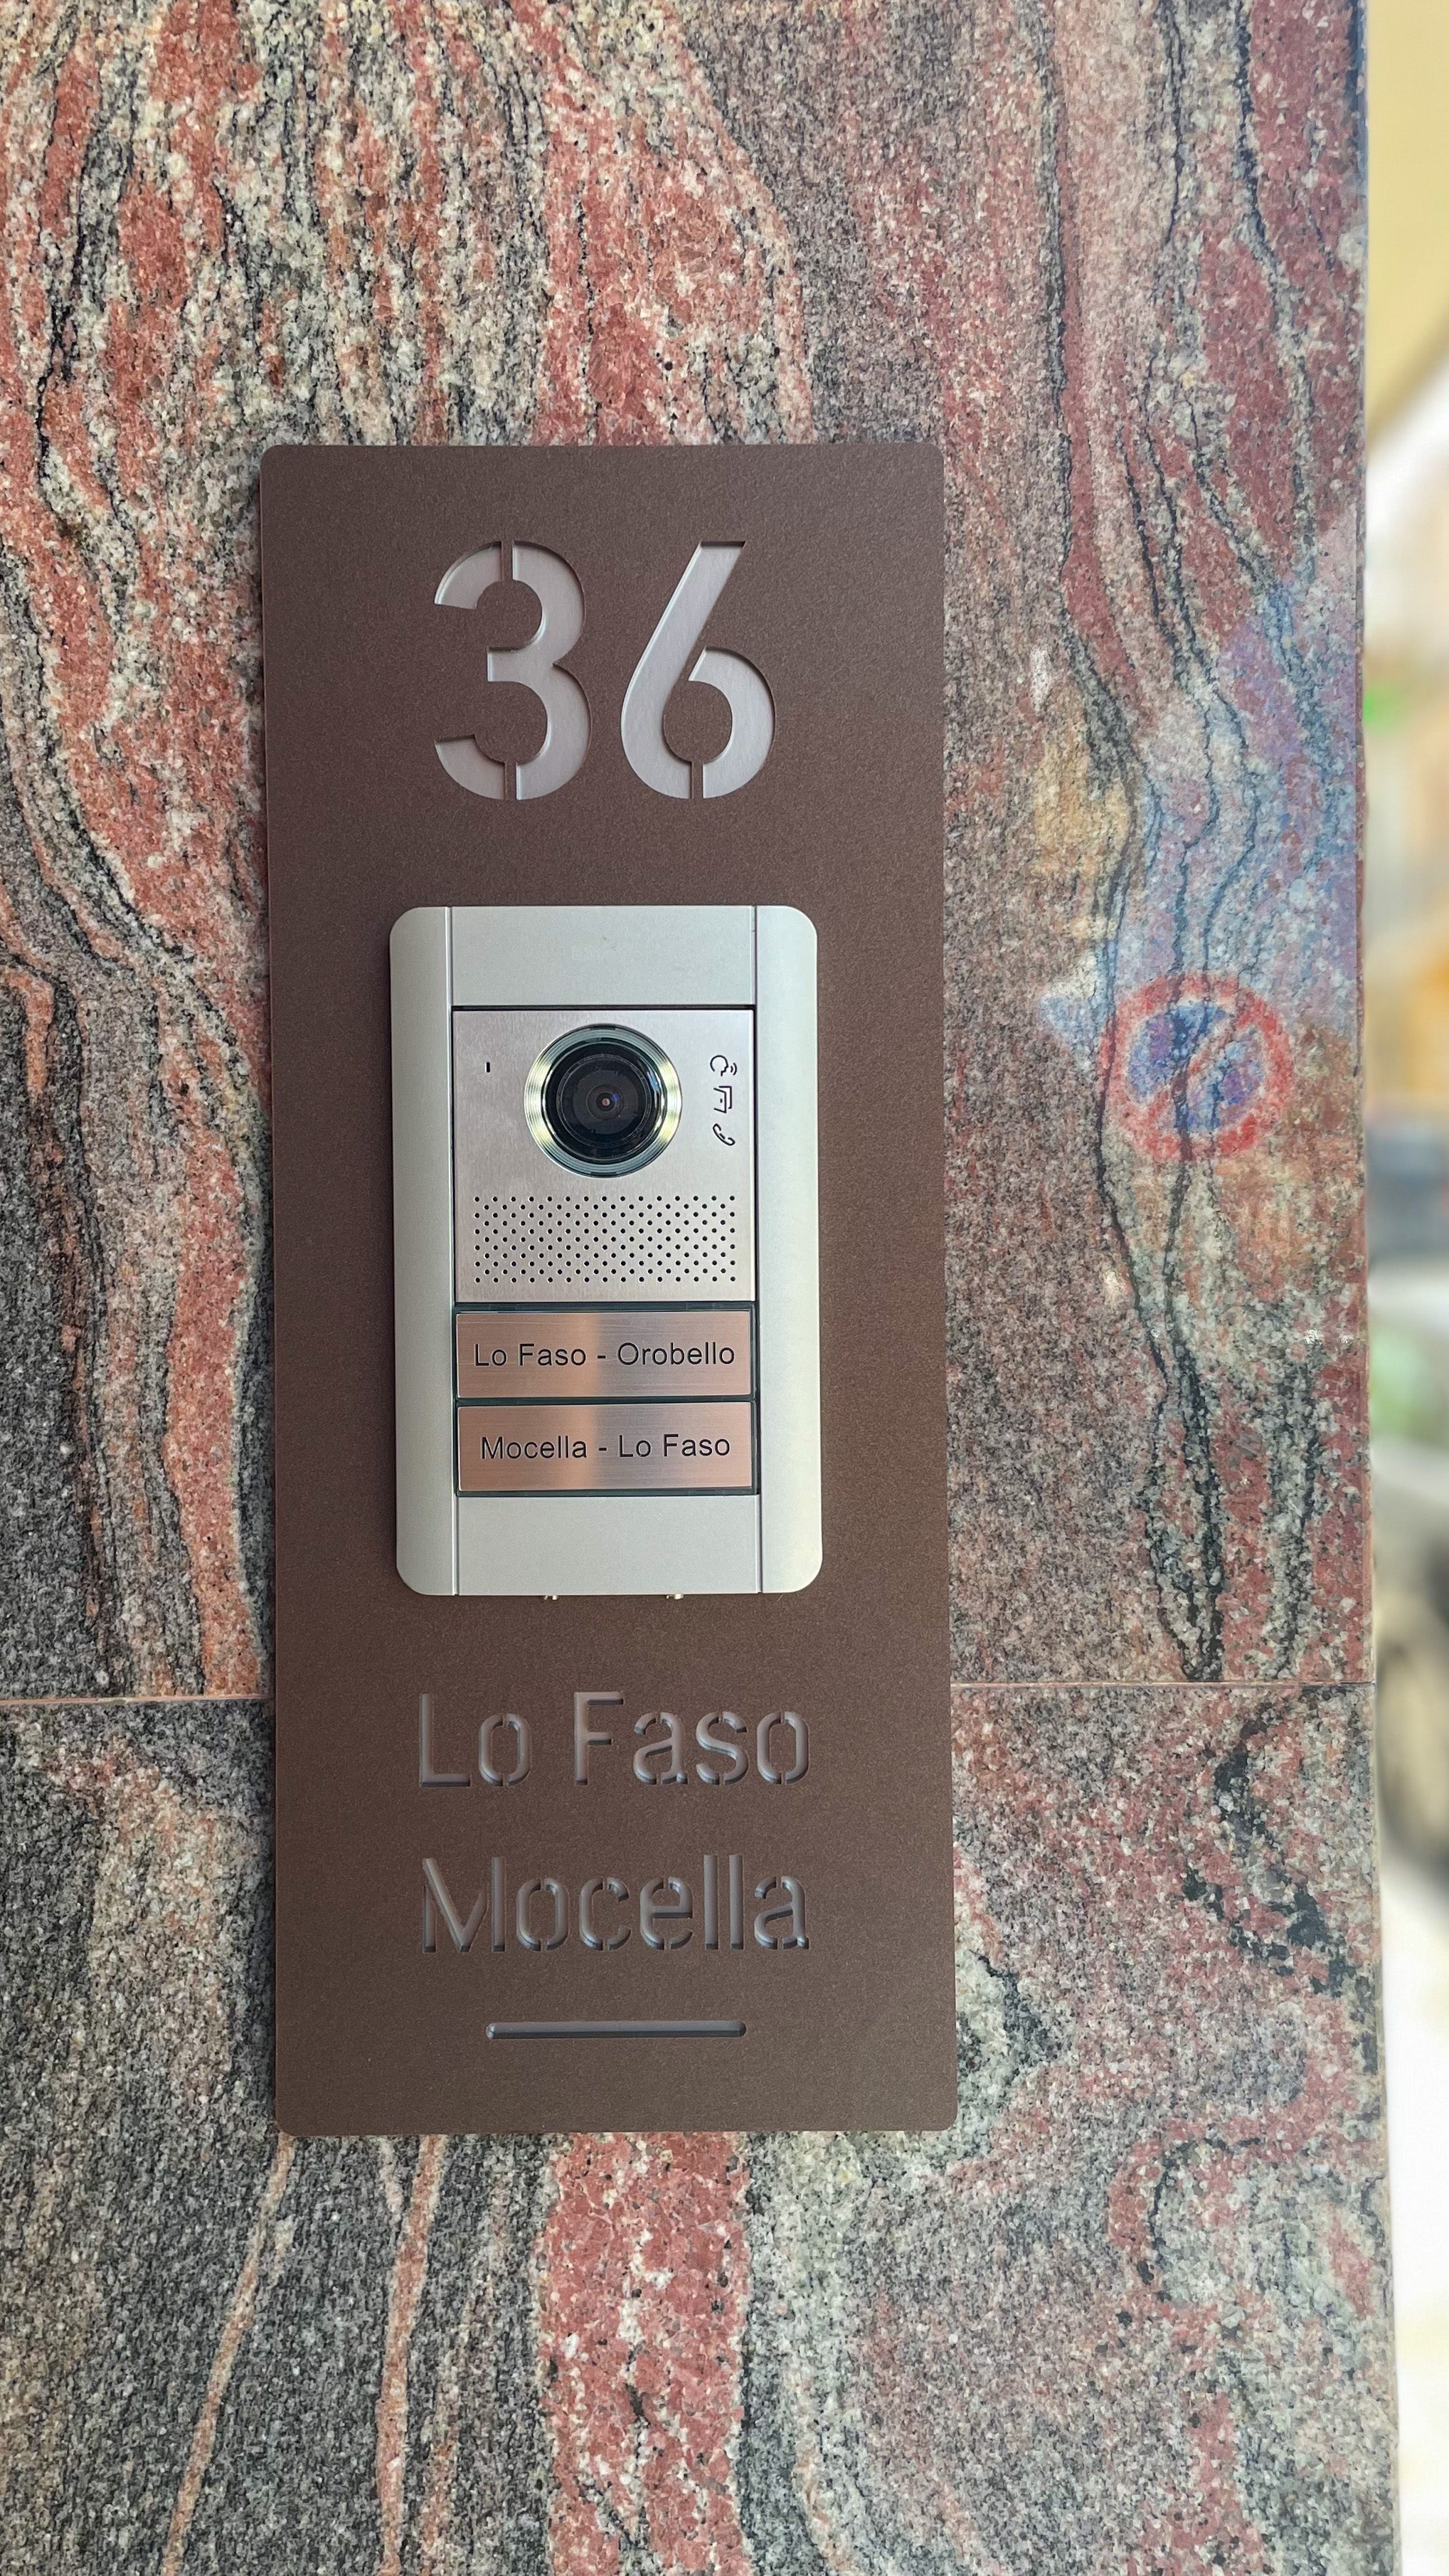 36
Lo Faso - Orobello
Mocella - Lo Faso
Lo Faso
Mocella